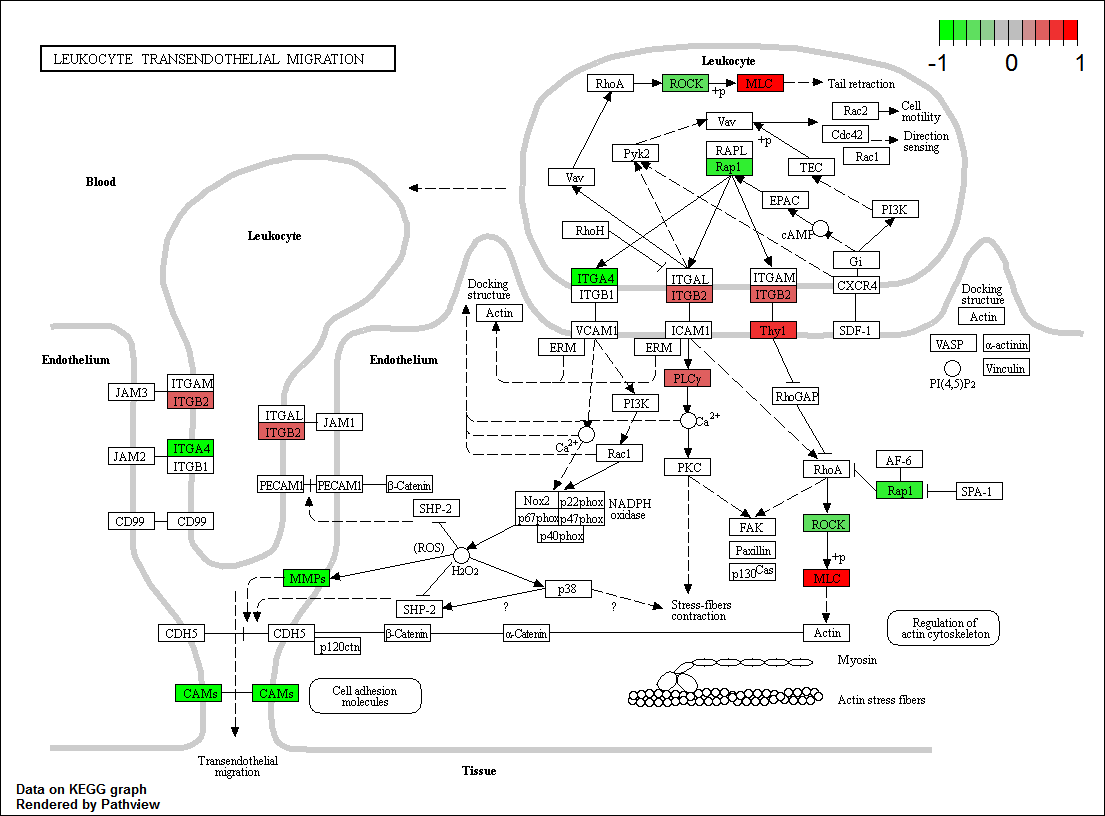 -1 0 1
LEUKOCYTE TRANSENDOTHELIAL MIGRATION
Leukocyte
RhoA ROCK +p MLC Tail retraction
Vav +p Rac2 Cell
motility
Cdc42 Direction
sensing
Rac1
Pyk2 RAPL
Rap1 TEC
Blood
Vav EPAC PI3K
Leukocyte
RhoH cAMP
Gi
ITGA4 ITGAL ITGAM
ITGB1 ITGB2 ITGB2 CXCR4
Docking
structure
Actin
Docking
structure
Actin
VCAM1 ICAM1 Thy1 SDF-1
ERM ERM VASP α-actinin
Endothelium Endothelium
Vinculin
PI(4,5)P2
JAM3 ITGAM
ITGB2
PLCγ
RhoGAP
PI3K
ITGAL JAM1
ITGB2
Ca2+
Ca2+
JAM2 ITGA4
ITGB1
Rac1 PKC RhoA AF-6
Rap1 SPA-1
PECAM1 PECAM1 β-Catenin
SHP-2
Nox2 p22phox NADPH
p67phox p47phox oxidase
p40phox
CD99 CD99
FAK ROCK
Paxillin
p130Cas
+p
(ROS)
H2O2
MMPs MLC
p38
SHP-2 ? ? Stress-fibers
contraction
CDH5 CDH5 β-Catenin α-Catenin Actin
p120ctn
Regulation of
actin cytoskeleton
Myosin
CAMs CAMs Cell adhesion
molecules
Actin stress fibers
Transendothelial
migration
Tissue
Data on KEGG graph
Rendered by Pathview